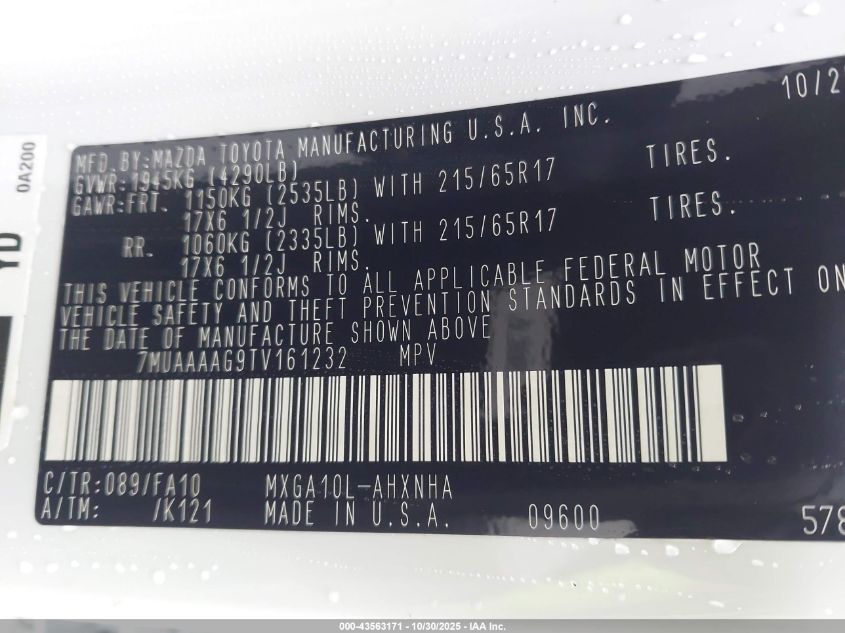 10/2
MFD.BY:MAZDA TOYOTA MANUFACTURING U.S.A. INC.
GVWR:1945KG (4290LB)
GAWR:FRT. 1150KG (2535LB) WITH 215/65R17 TIRES.
17X6 1/2J RIMS.
RR. 1060KG (2335LB) WITH 215/65R17 TIRES.
17X6 1/2J RIMS.
THIS VEHICLE CONFORMS TO ALL APPLICABLE FEDERAL MOTOR
VEHICLE SAFETY AND THEFT PREVENTION STANDARDS IN EFFECT ON
THE DATE OF MANUFACTURE SHOWN ABOVE
7MUAAAAG9TV161232 MPV
C/TR:089/FA10 MXGA10L-AHXNHA
A/TM: /K121 MADE IN U.S.A. 09600 578
0A200
YD
000-43563171 - 10/30/2025 - IAA Inc.